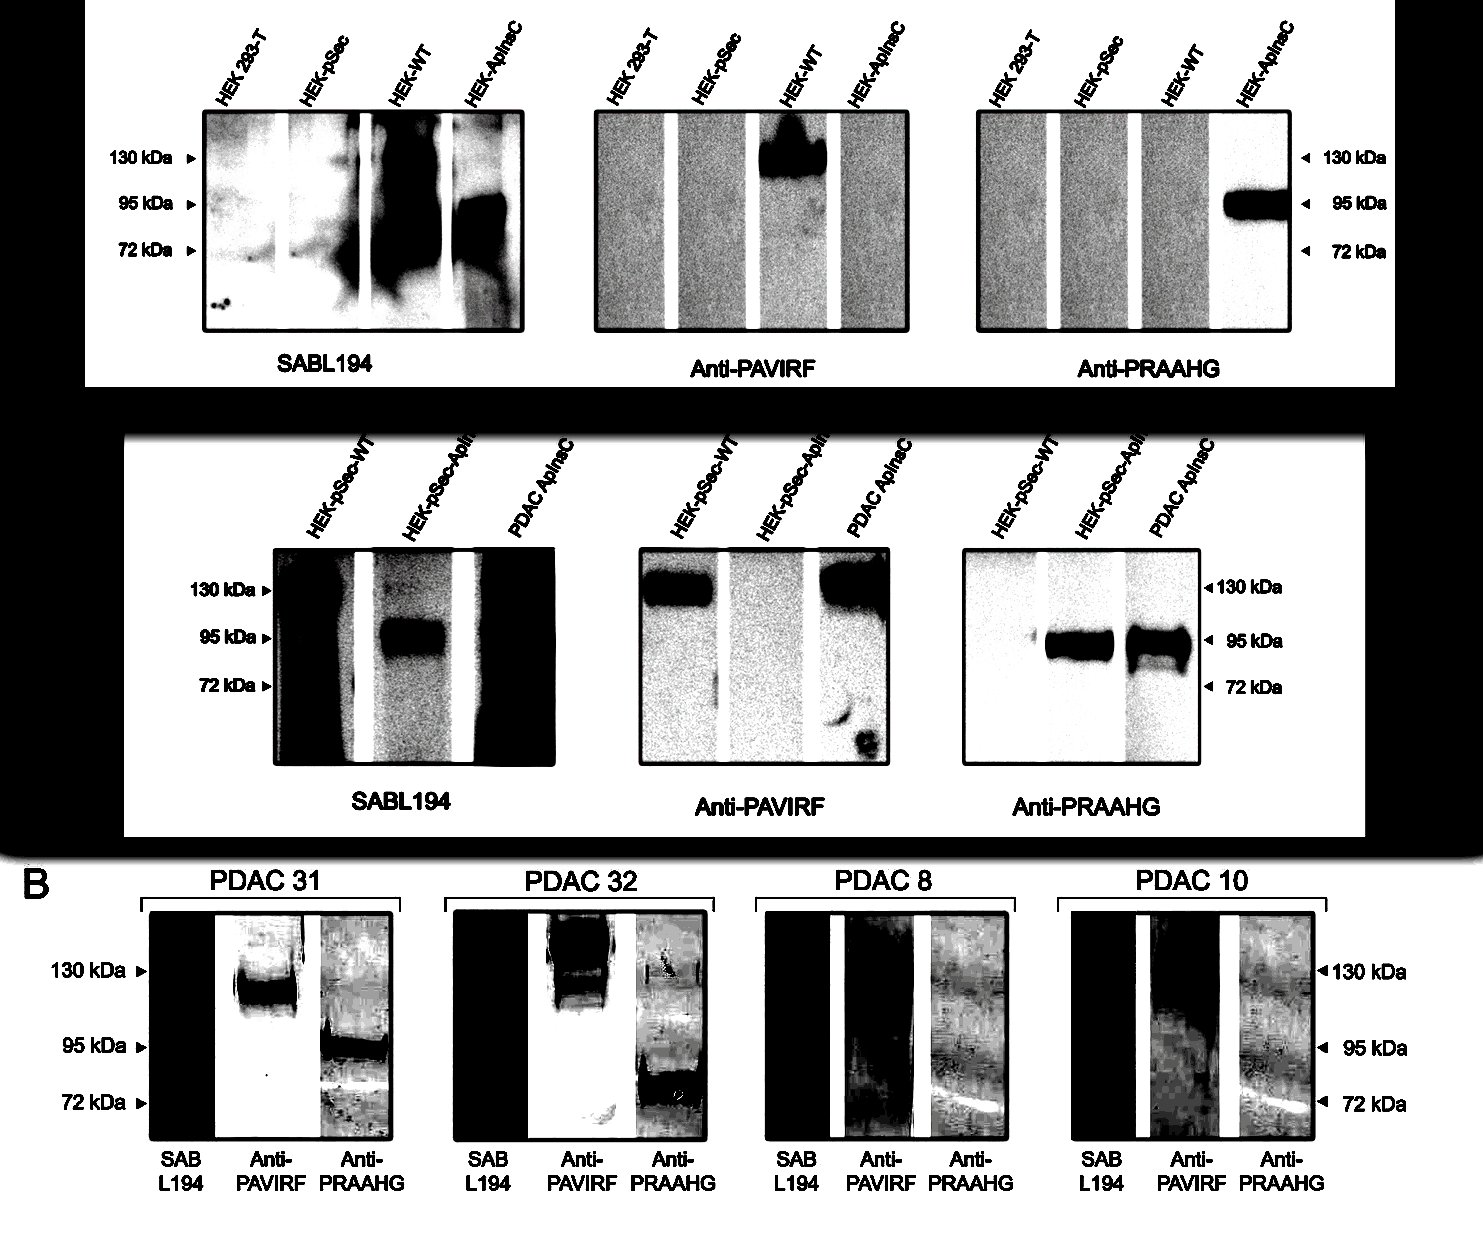 HEK 293-T HEK-pSec HEK-WT HEK-ApInsC
HEK 293-T HEK-pSec HEK-WT HEK-ApInsC
HEK 293-T HEK-pSec HEK-WT HEK-ApInsC
130 kDa
95 kDa
72 kDa
130 kDa
95 kDa
72 kDa
SABL194
Anti-PAVIRF
Anti-PRAAHG
HEK-pSec-WT PDAC ApInsC
HEK-pSec-WT PDAC ApInsC
HEK-pSec-WT PDAC ApInsC
130 kDa
95 kDa
72 kDa
130 kDa
95 kDa
72 kDa
SABL194
Anti-PAVIRF
Anti-PRAAHG
B
PDAC 31
PDAC 32
PDAC 8
PDAC 10
130 kDa
95 kDa
72 kDa
130 kDa
95 kDa
72 kDa
SAB
L194
Anti-
PAVIRF
Anti-
PRAAHG
SAB
L194
Anti-
PAVIRF
Anti-
PRAAHG
SAB
L194
Anti-
PAVIRF
Anti-
PRAAHG
SAB
L194
Anti-
PAVIRF
Anti-
PRAAHG